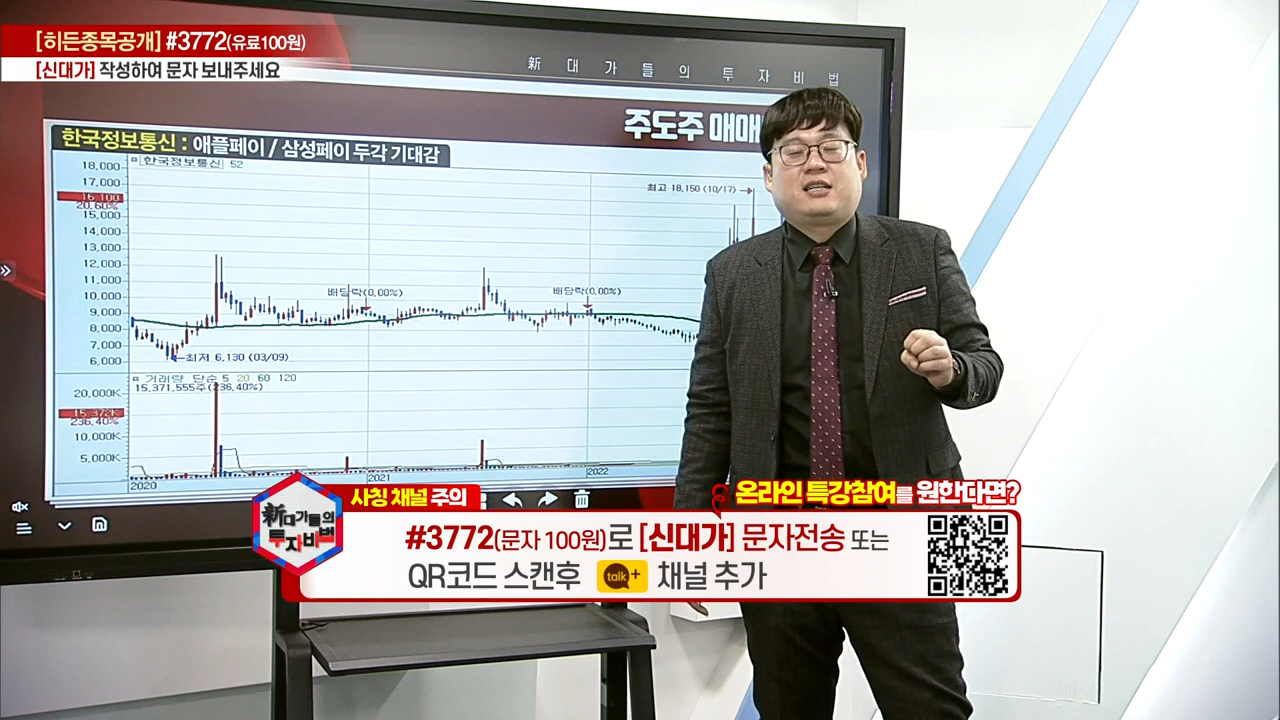 [히든종목공개] #3772(유료100원)
[신대가] 작성하여 문자 보내주세요
新 대 가 들 의 투 자 비 법
주도주 매매
한국정보통신 : 애플페이 / 삼성페이 두각 기대감
한국정보통신 52
18,000
17,000
16,100
20.60%
15,000
14,000
13,000
12,000
11,000
10,000
9,000
8,000
7,000
6,000
최고 18,150 (10/17)
배당락(0.00%)
배당락(0.00%)
최저 6,130 (03/09)
거래량 단순 5 20 60 120
15,371,555주(236.40%)
20,000K
15,372K
236.40%
10,000K
5,000K
2020
2021
2022
新대가들의
투자비법
사칭 채널 주의
온라인 특강참여를 원한다면?
#3772(문자 100원)로 [신대가] 문자전송 또는
QR코드 스캔후 talk+ 채널 추가